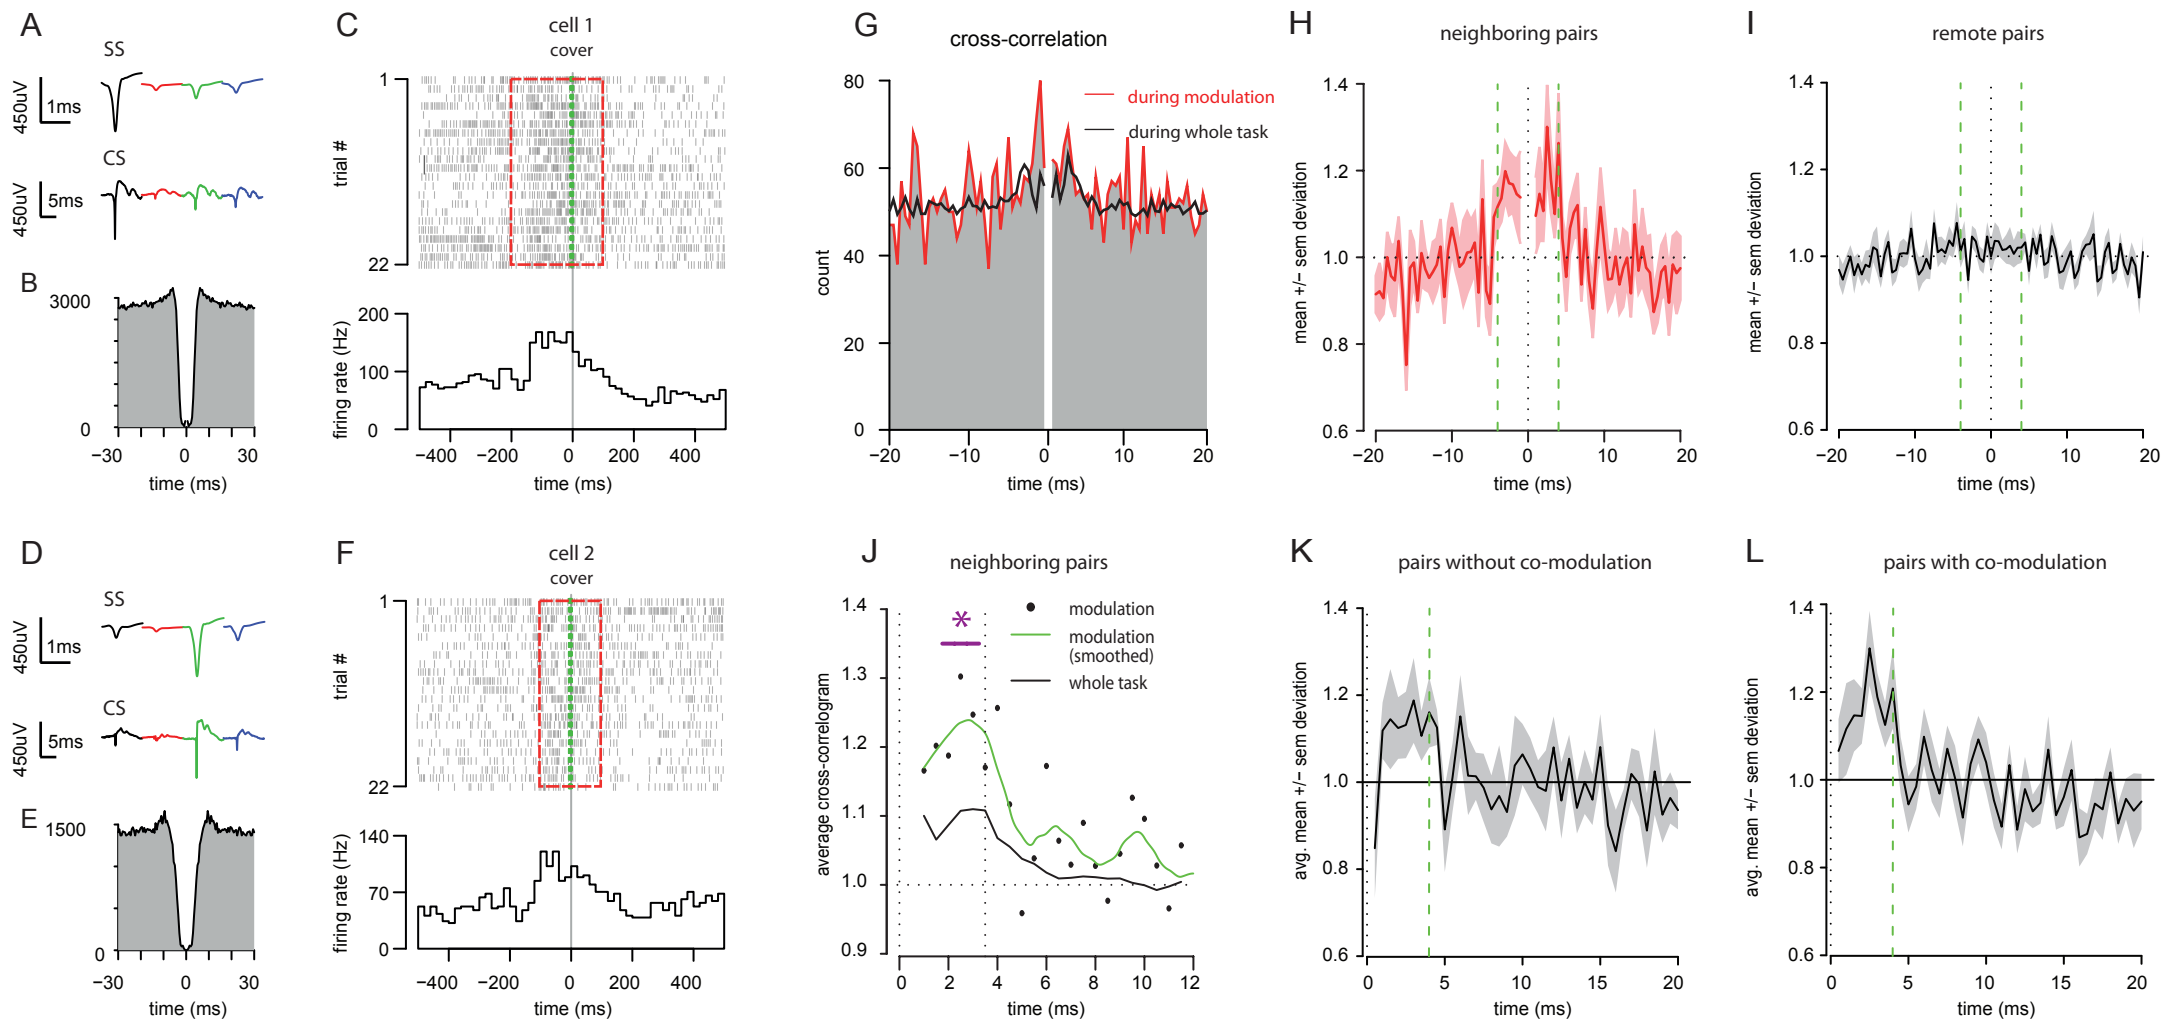 A
SS
450uV
1ms
CS
450uV
5ms
B
3000
0
−30
0
30
time (ms)
C
cell 1
cover
1
trial #
22
200
100
0
firing rate (Hz)
−400
−200
0
200
400
time (ms)
G
cross-correlation
during modulation
during whole task
80
60
40
20
0
count
−20
−10
0
10
20
time (ms)
H
neighboring pairs
1.4
1.2
1.0
0.8
0.6
mean +/− sem deviation
−20
−10
0
10
20
time (ms)
I
remote pairs
1.4
1.2
1.0
0.8
0.6
mean +/− sem deviation
−20
−10
0
10
20
time (ms)
D
SS
450uV
1ms
CS
450uV
5ms
E
1500
0
−30
0
30
time (ms)
F
cell 2
cover
1
trial #
22
140
70
0
firing rate (Hz)
−400
−200
0
200
400
time (ms)
J
neighboring pairs
*
modulation
modulation
(smoothed)
whole task
1.4
1.3
1.2
1.1
1.0
0.9
average cross-correlogram
0
2
4
6
8
10
12
time (ms)
K
pairs without co-modulation
1.4
1.2
1.0
0.8
0.6
avg. mean +/− sem deviation
0
5
10
15
20
time (ms)
L
pairs with co-modulation
1.4
1.2
1.0
0.8
0.6
avg. mean +/− sem deviation
0
5
10
15
20
time (ms)